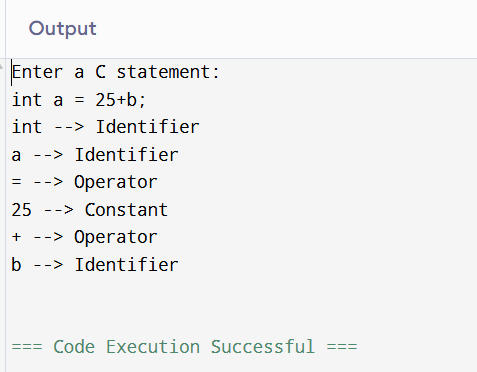 Output
Enter a C statement:
int a = 25+b;
int --> Identifier
a --> Identifier
= --> Operator
25 --> Constant
+ --> Operator
b --> Identifier
=== Code Execution Successful ===